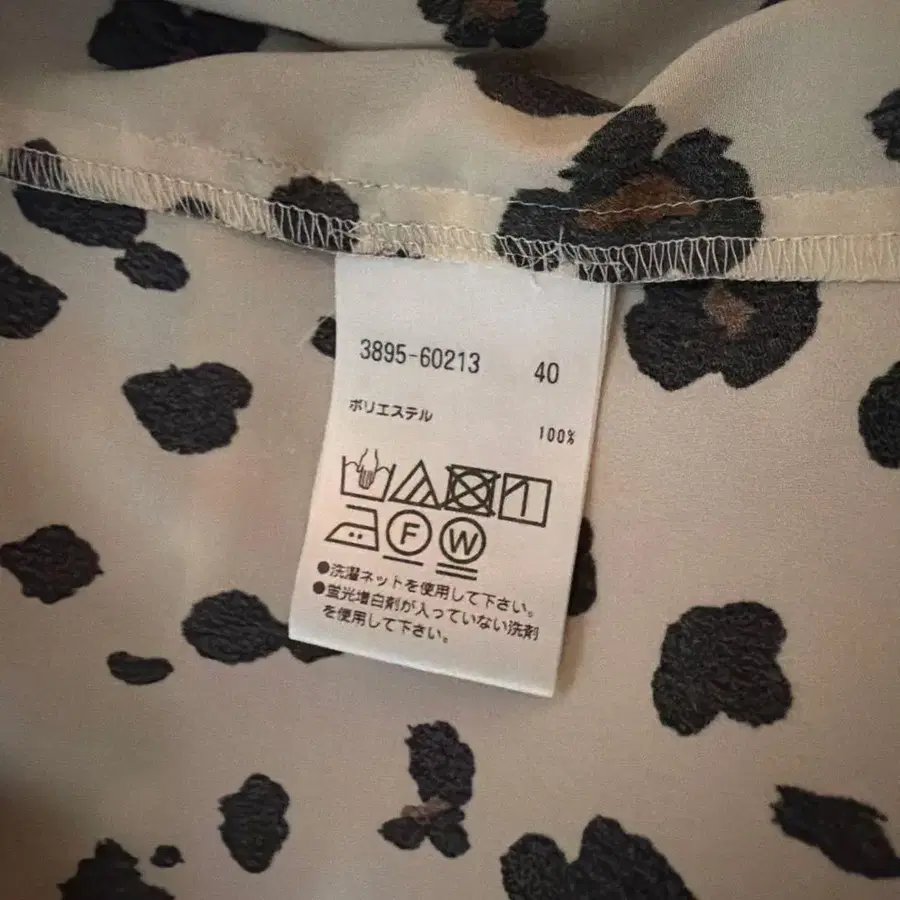 3895-60213 40
ポリエステル 100%
F W
●洗濯ネットを使用して下さい。
●蛍光増白剤が入っていない洗剤
を使用して下さい。